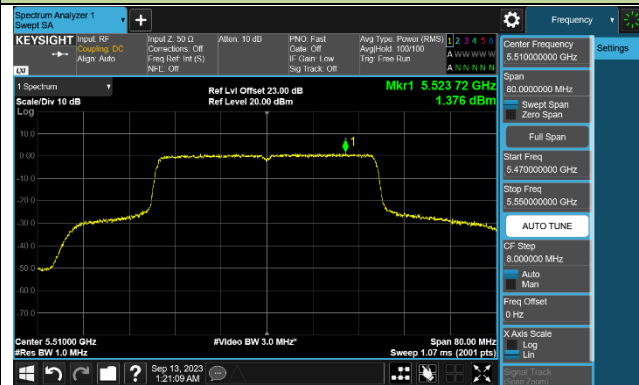 Spectrum Analyzer 1
Swept SA
Frequency
KEYSIGHT
Input: RF
Coupling: DC
Align: Auto
Input Z: 50 Ω
Corrections: Off
Freq Ref: Int (S)
NFE: Off
Atten: 10 dB
PNO: Fast
Gate: Off
IF Gain: Low
Sig Track: Off
Avg Type: Power (RMS)
Avg|Hold: 100/100
Trig: Free Run
1 2 3 4 5 6
A W W W W W
A N N N N N
LXI
1 Spectrum
Scale/Div 10 dB
Ref Lvl Offset 23.00 dB
Ref Level 20.00 dBm
Mkr1 5.523 72 GHz
1.376 dBm
Log
10.0
0.00
-10.0
-20.0
-30.0
-40.0
-50.0
-60.0
-70.0
1
Center 5.51000 GHz
#Res BW 1.0 MHz
#Video BW 3.0 MHz*
Span 80.00 MHz
Sweep 1.07 ms (2001 pts)
Center Frequency
5.510000000 GHz
Settings
Span
80.0000000 MHz
Swept Span
Zero Span
Full Span
Start Freq
5.470000000 GHz
Stop Freq
5.550000000 GHz
AUTO TUNE
CF Step
8.000000 MHz
Auto
Man
Freq Offset
0 Hz
X Axis Scale
Log
Lin
Signal Track
(Span Zoom)
Sep 13, 2023
1:21:09 AM